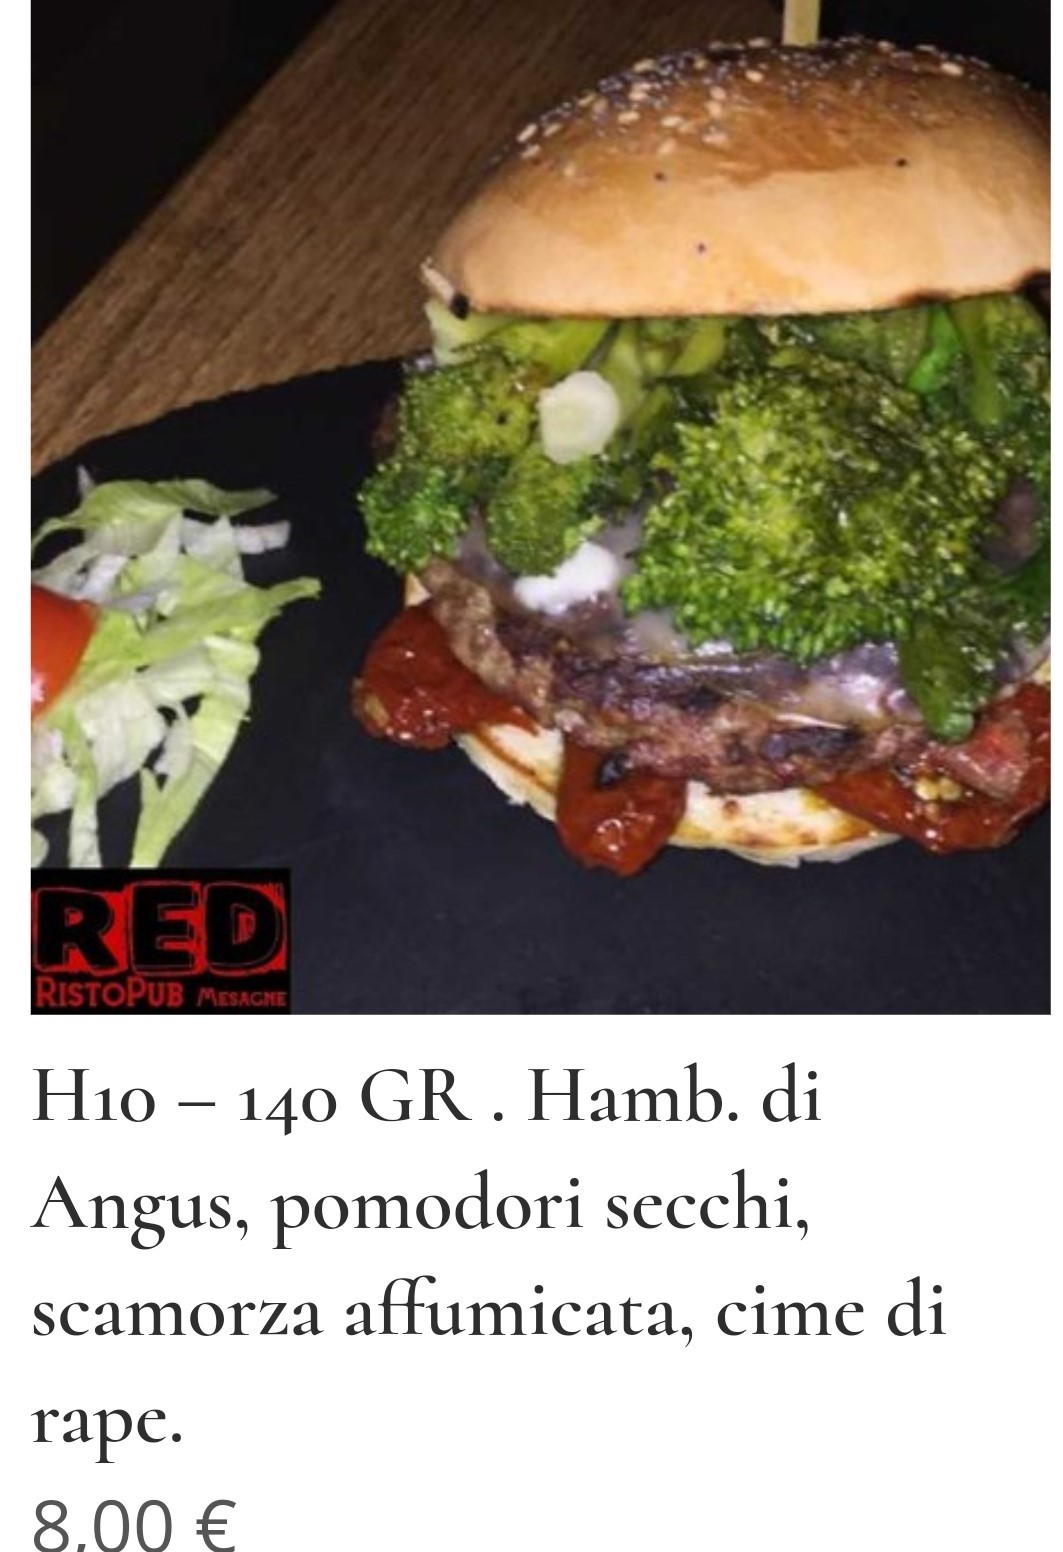 RED
RISTOPUB MESAGNE
H10 – 140 GR . Hamb. di
Angus, pomodori secchi,
scamorza affumicata, cime di
rape.
8,00 €